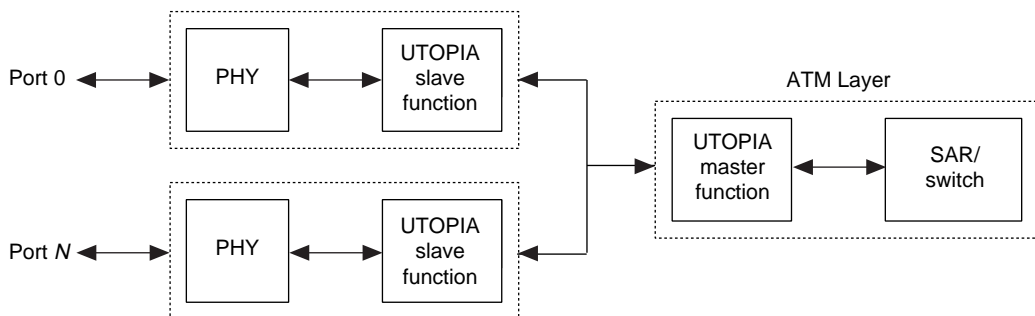 Port 0
PHY
UTOPIA
slave
function
ATM Layer
UTOPIA
master
function
SAR/
switch
Port N
PHY
UTOPIA
slave
function